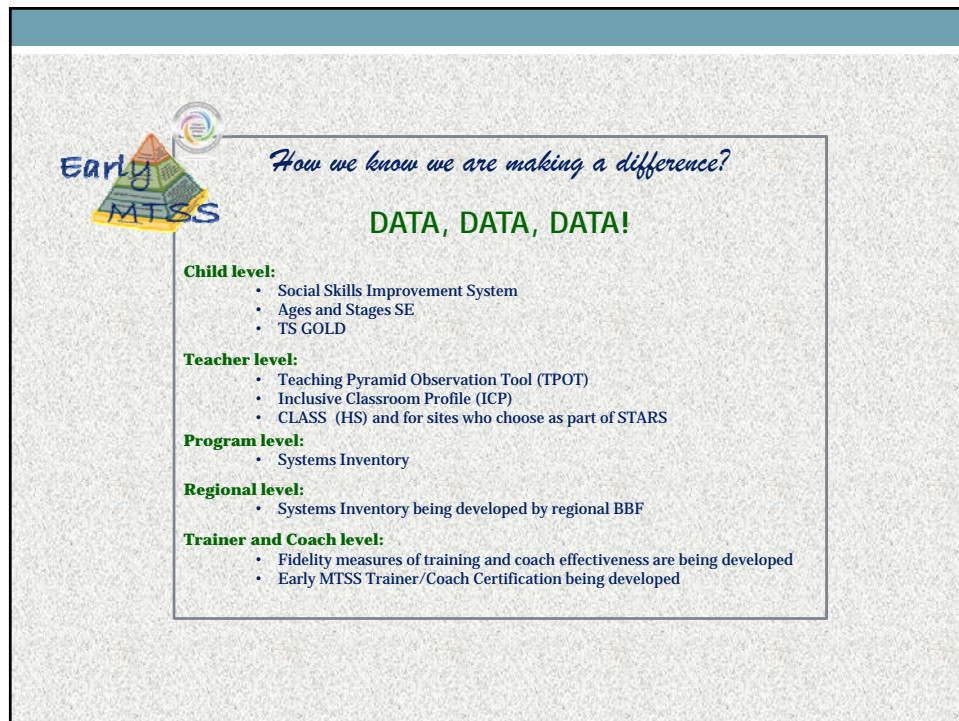 Early
MTSS
How we know we are making a difference?
DATA, DATA, DATA!
Child level:
• Social Skills Improvement System
• Ages and Stages SE
• TS GOLD
Teacher level:
• Teaching Pyramid Observation Tool (TPOT)
• Inclusive Classroom Profile (ICP)
• CLASS (HS) and for sites who choose as part of STARS
Program level:
• Systems Inventory
Regional level:
• Systems Inventory being developed by regional BBF
Trainer and Coach level:
• Fidelity measures of training and coach effectiveness are being developed
• Early MTSS Trainer/Coach Certification being developed